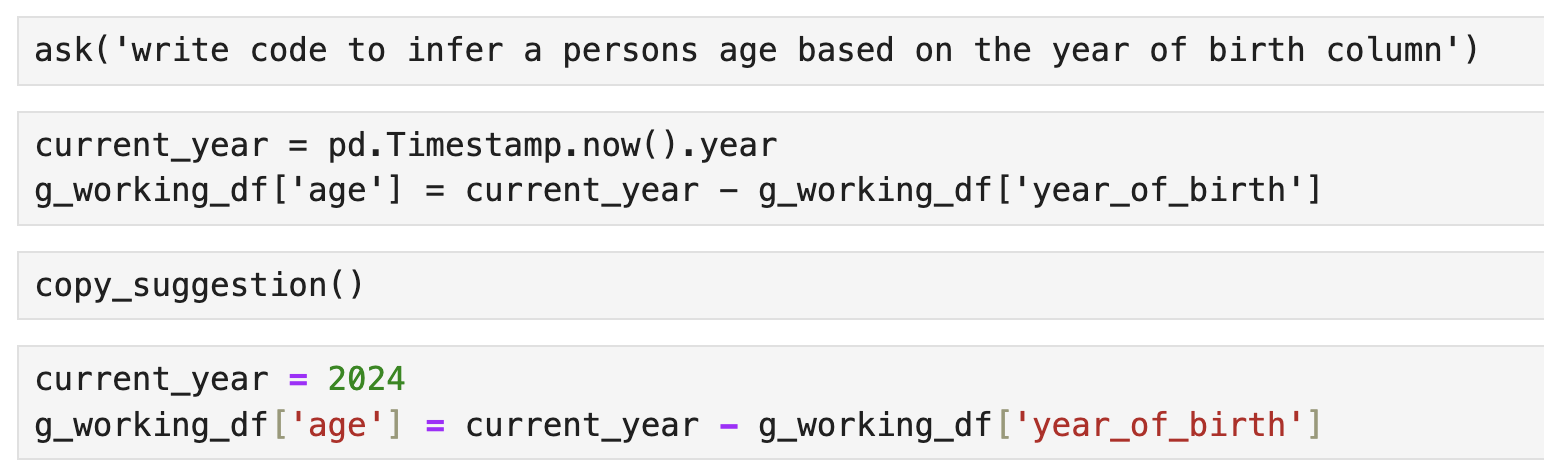 ask('write code to infer a persons age based on the year of birth column')
current_year = pd.Timestamp.now().year
g_working_df['age'] = current_year - g_working_df['year_of_birth']
copy_suggestion()
current_year = 2024
g_working_df['age'] = current_year - g_working_df['year_of_birth']